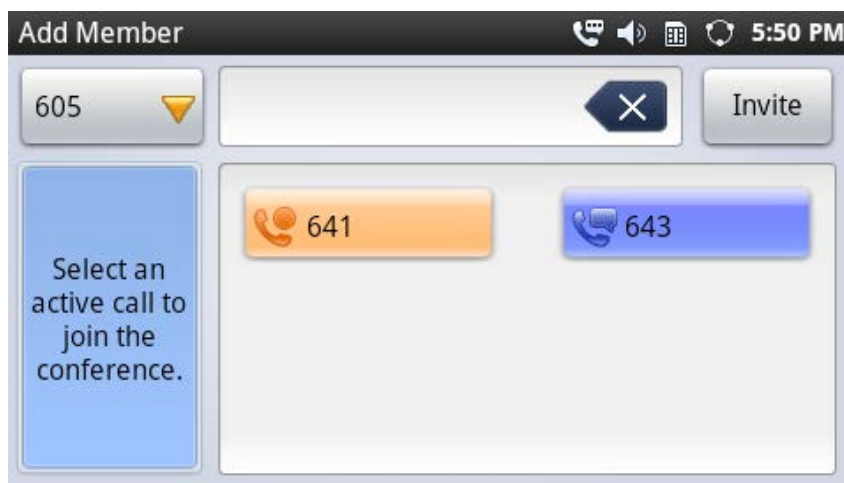 Add Member
5:50 PM
605
Invite
Select an
active call to
join the
conference.
641
643